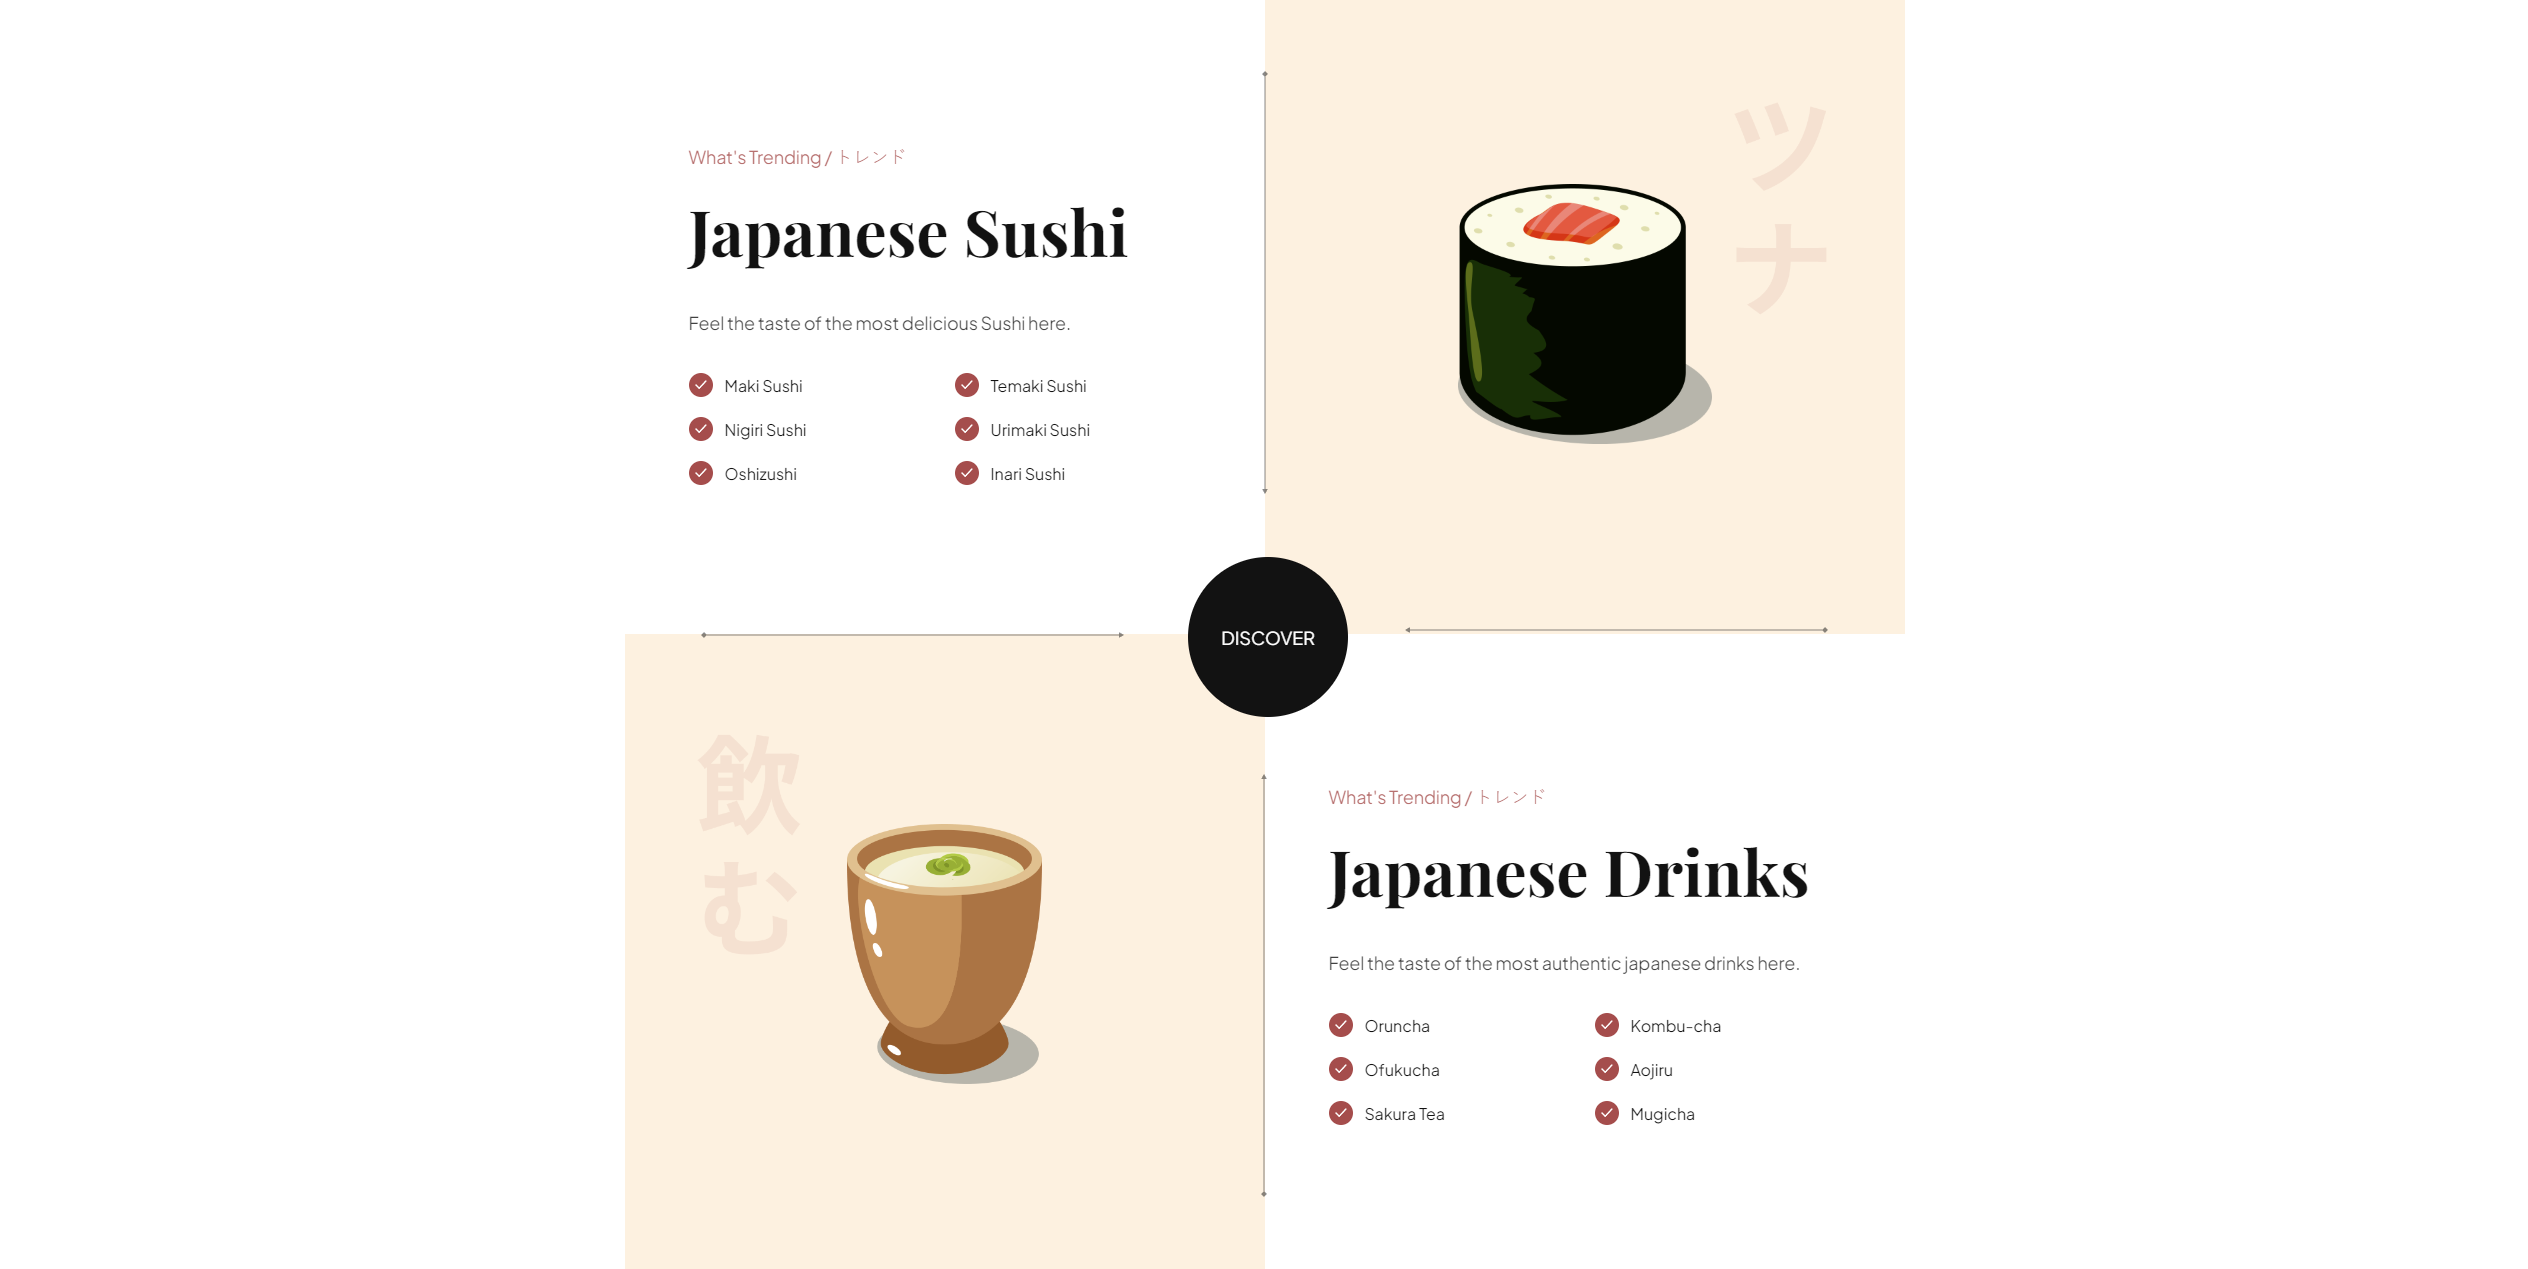 What's Trending / トレンド
Japanese Sushi
Feel the taste of the most delicious Sushi here.
Maki Sushi
Temaki Sushi
Nigiri Sushi
Urimaki Sushi
Oshizushi
Inari Sushi
ツナ
DISCOVER
飲む
What's Trending / トレンド
Japanese Drinks
Feel the taste of the most authentic japanese drinks here.
Oruncha
Kombu-cha
Ofukucha
Aojiru
Sakura Tea
Mugicha